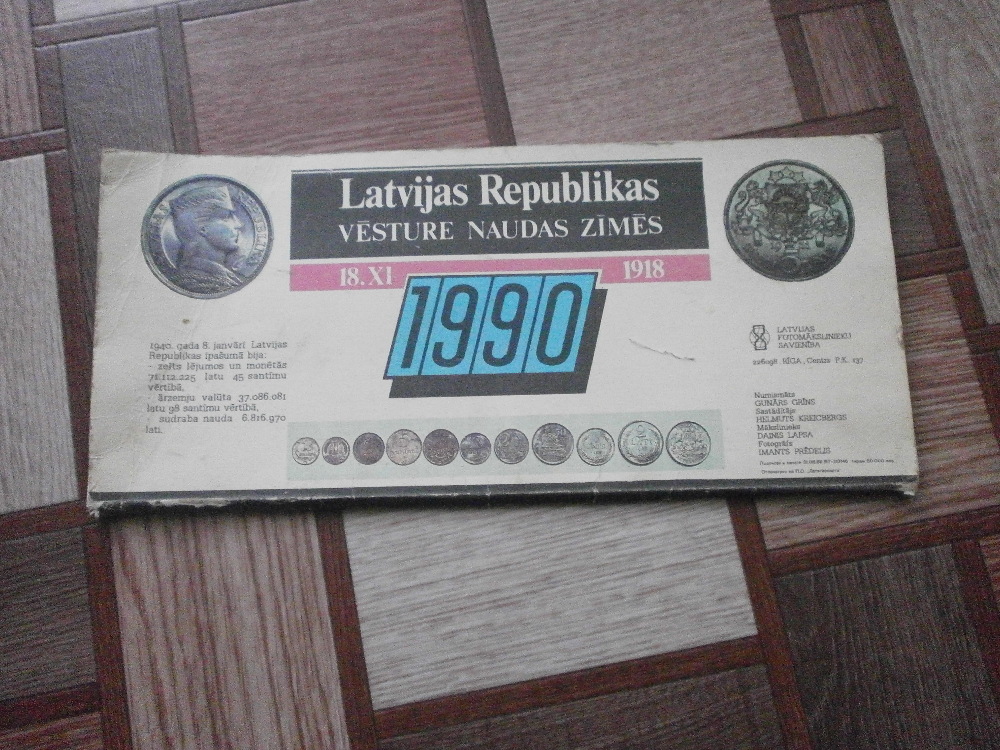 Latvijas Republikas
VĒSTURE NAUDAS ZĪMĒS
18.XI 1918
1990
1940. gada 8. janvārī Latvijas
Republikas īpašumā bija:
- zelts lējumos un monētās
71.112.225 latu 45 santīmu
vērtībā,
- ārzemju valūta 37.086.081
latu 98 santīmu vērtībā,
- sudraba nauda 6.816.970
lati.
LATVIJAS
FOTOMĀKSLINIEKU
SAVIENĪBA
226098 RĪGA, Centrs P.K. 137
Numismāts
GUNĀRS GRĪNS
Sastādītājs
HELMUTS KREICBERGS
Mākslinieks
DAINIS LAPSA
Fotogrāfs
IMANTS PRĒDELIS